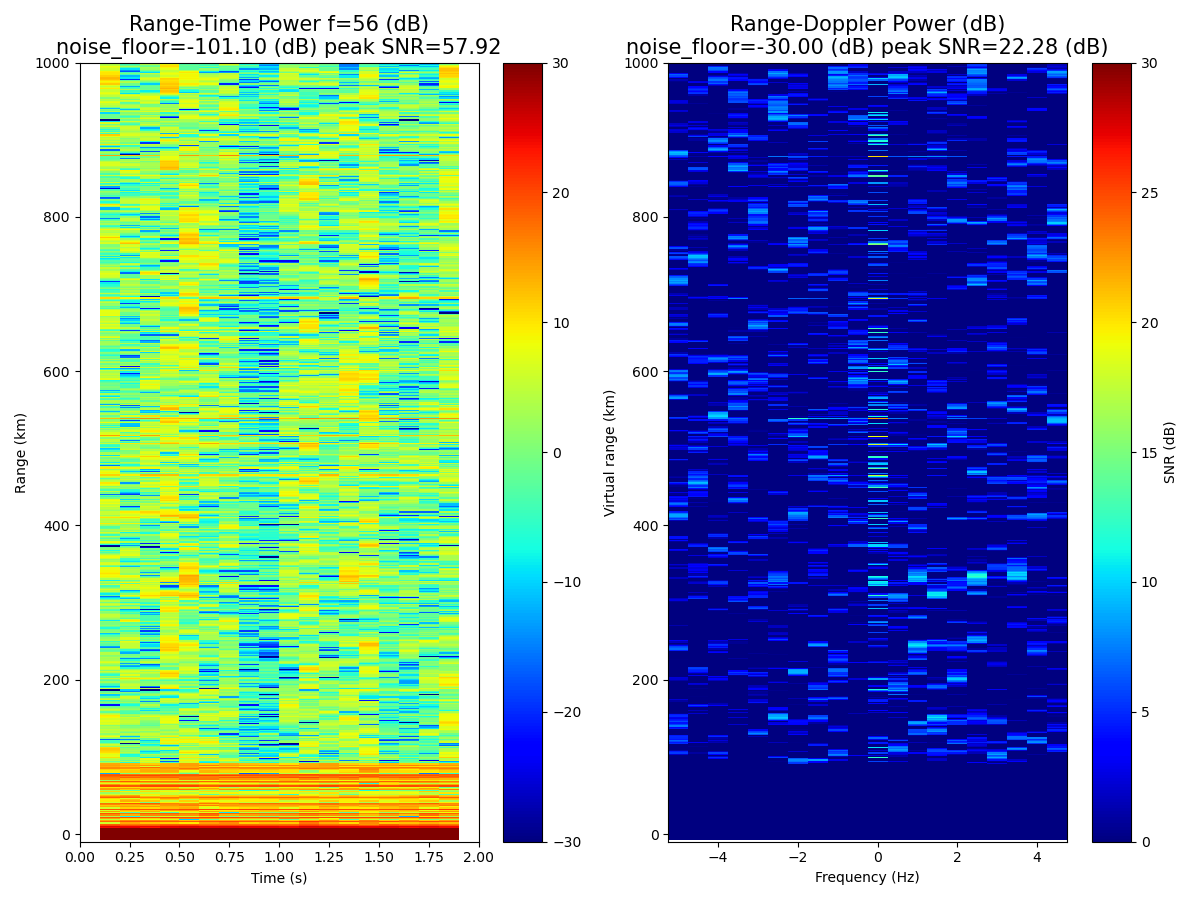 Range-Time Power f=56 (dB)
noise_floor=-101.10 (dB) peak SNR=57.92
Range (km)
1000
800
600
400
200
0
0.00 0.25 0.50 0.75 1.00 1.25 1.50 1.75 2.00
Time (s)
30
20
10
0
−10
−20
−30
Range-Doppler Power (dB)
noise_floor=-30.00 (dB) peak SNR=22.28 (dB)
Virtual range (km)
1000
800
600
400
200
0
−4 −2 0 2 4
Frequency (Hz)
30
25
20
15
10
5
0
SNR (dB)